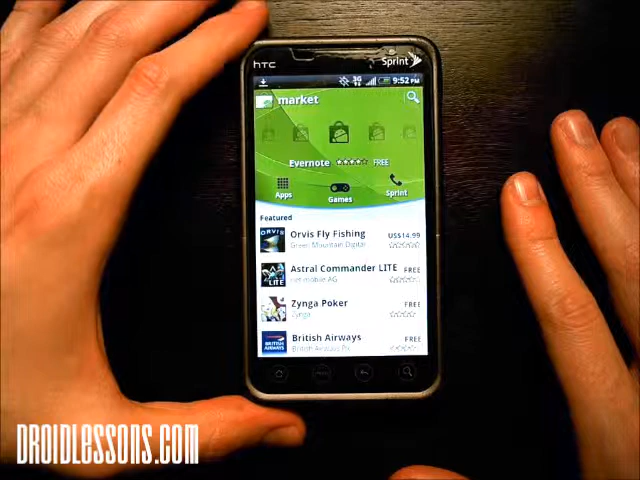 htc
Sprint
3G
9:52 PM
market
Evernote FREE
Apps
Games
Sprint
Featured
Orvis Fly Fishing US$14.99
Green Mountain Digital
Astral Commander LITE FREE
net mobile AG
Zynga Poker FREE
Zynga
British Airways FREE
British Airways Plc
DROIDLESSONS.COM